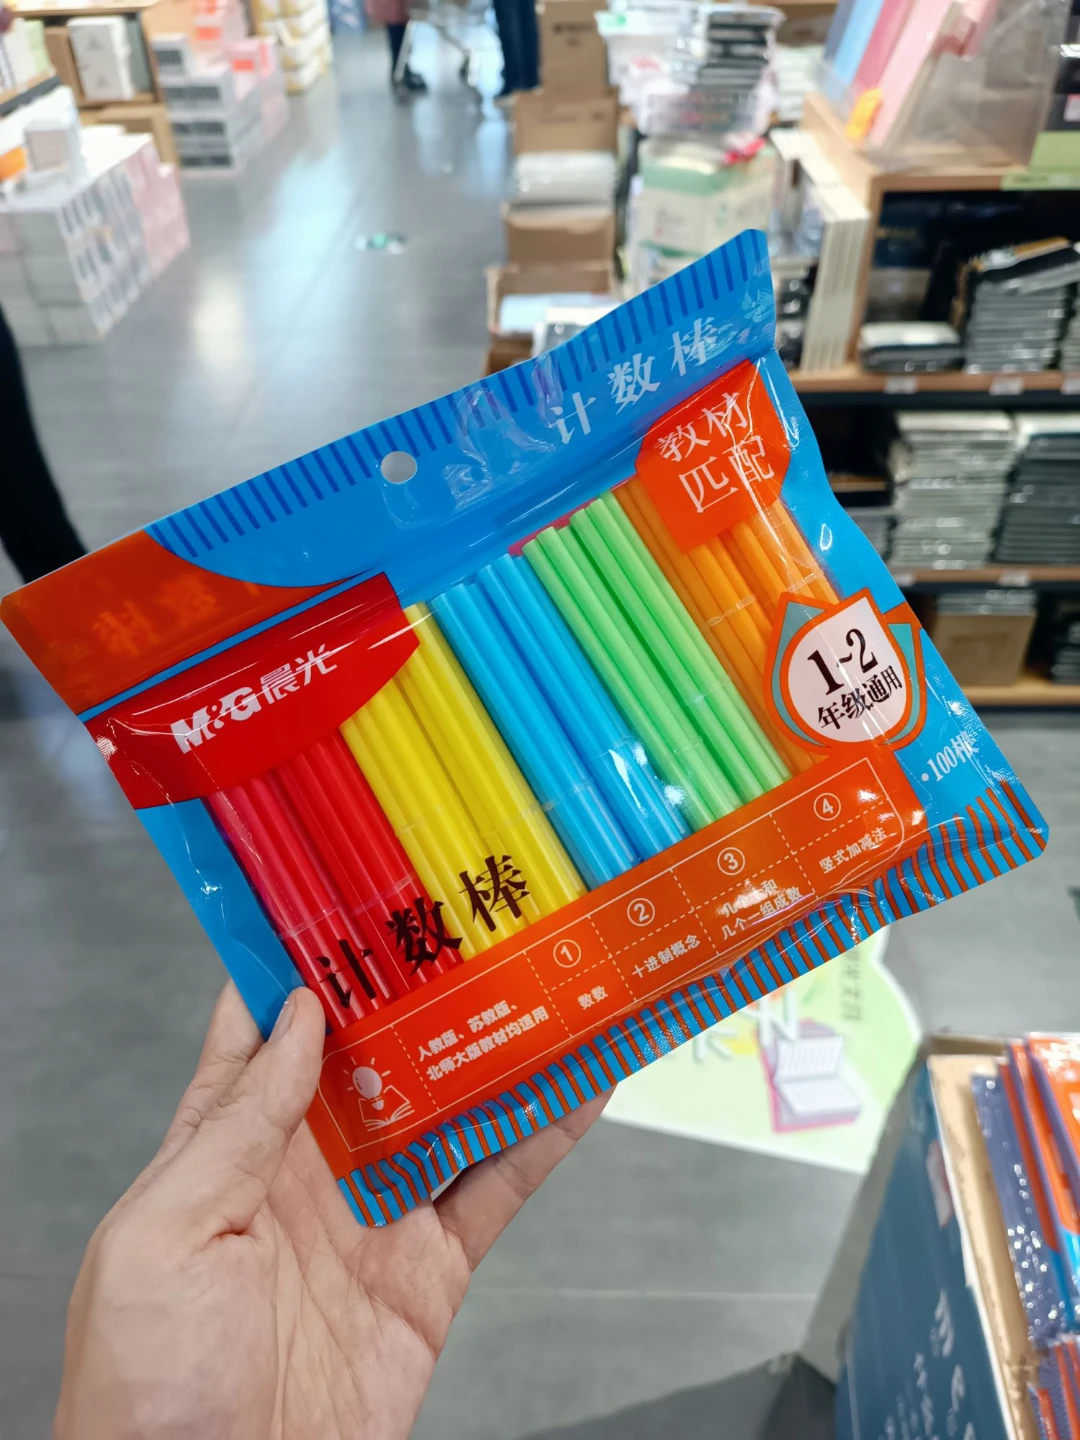 计数棒
教材
匹配
M&G晨光
1~2
年级通用
·100根
计数棒
人教版、苏教版、
北师大版教材均适用
①
数数
②
十进制概念
③
几个一组成数
④
竖式加减法